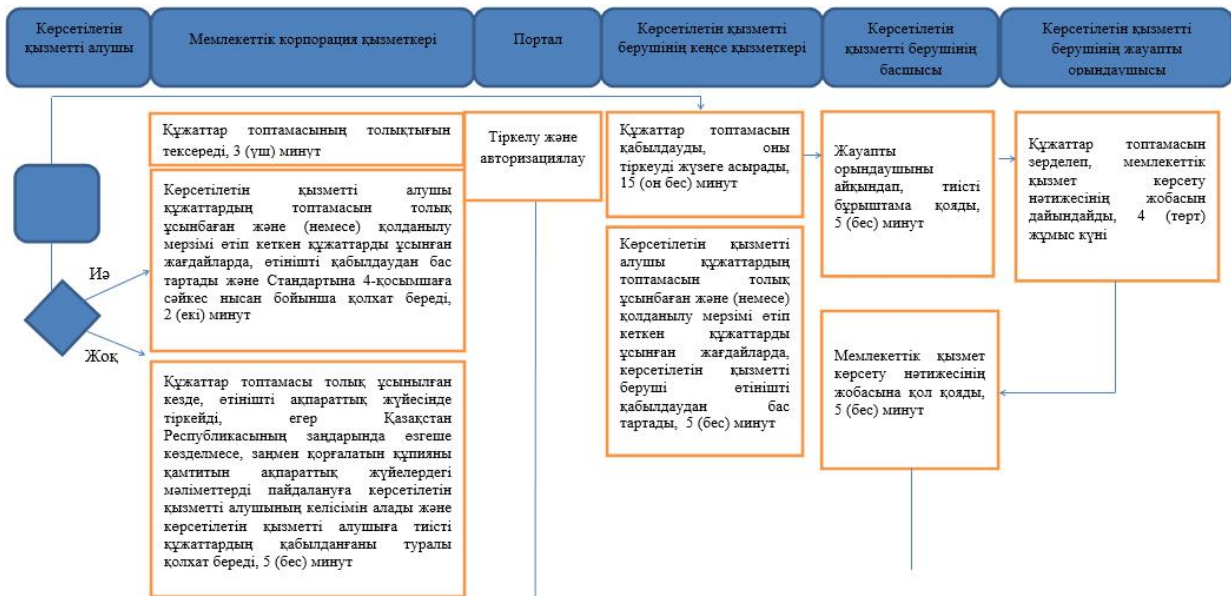 Көрсетілетін
қызметті алушы
Мемлекеттік корпорация қызметкері
Портал
Көрсетілетін қызметті
берушінің кеңсе қызметкері
Көрсетілетін
қызметті берушінің
басшысы
Көрсетілетін қызметті
берушінің жауапты
орындаушысы
Құжаттар топтамасының толықтығын
тексереді, 3 (үш) минут
Көрсетілетін қызметті алушы
құжаттардың топтамасын толық
ұсынбаған және (немесе) қолданылу
мерзімі өтіп кеткен құжаттарды ұсынған
жағдайларда, өтінішті қабылдаудан бас
тартады және Стандартына 4-қосымшаға
сәйкес нысан бойынша қолхат береді,
2 (екі) минут
Иә
Жоқ
Құжаттар топтамасы толық ұсынылған
кезде, өтінішті ақпараттық жүйесінде
тіркейді, егер Қазақстан
Республикасының заңдарында өзгеше
көзделмесе, заңмен қорғалатын құпияны
қамтитын ақпараттық жүйелердегі
мәліметтерді пайдалануға көрсетілетін
қызметті алушының келісімін алады және
көрсетілетін қызметті алушыға тиісті
құжаттардың қабылданғаны туралы
қолхат береді, 5 (бес) минут
Тіркелу және
авторизациялау
Құжаттар топтамасын
қабылдауды, оны
тіркеуді жүзеге асырады,
15 (он бес) минут
Көрсетілетін қызметті
алушы құжаттардың
топтамасын толық
ұсынбаған және (немесе)
қолданылу мерзімі өтіп
кеткен құжаттарды
ұсынған жағдайларда,
көрсетілетін қызметті
беруші өтінішті
қабылдаудан бас
тартады, 5 (бес) минут
Жауапты
орындаушыны
айқындап, тиісті
бұрыштама қояды,
5 (бес) минут
Мемлекеттік қызмет
көрсету нәтижесінің
жобасына қол қояды,
5 (бес) минут
Құжаттар топтамасын
зерделеп, мемлекеттік
қызмет көрсету
нәтижесінің жобасын
дайындайды, 4 (төрт)
жұмыс күні